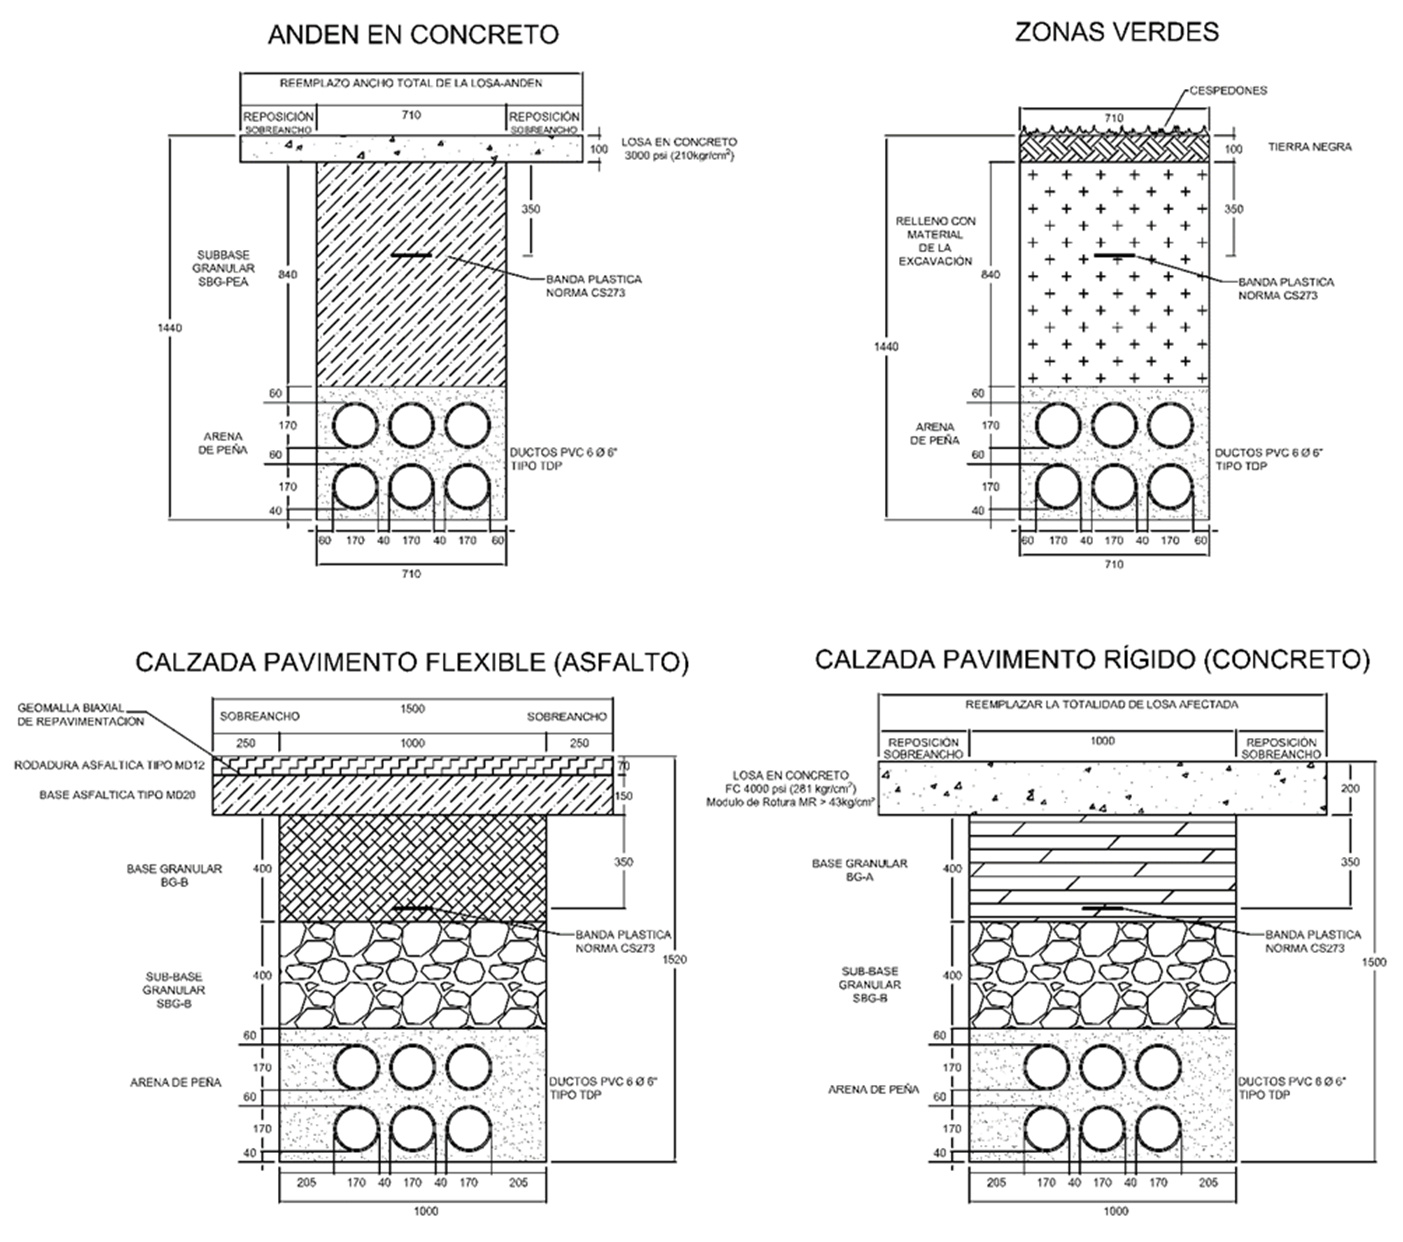 ANDEN EN CONCRETO
REEMPLAZO ANCHO TOTAL DE LA LOSA-ANDEN
REPOSICIÓN
SOBREANCHO
710
REPOSICIÓN
SOBREANCHO
100
LOSA EN CONCRETO
3000 psi (210kgr/cm²)
350
SUBBASE
GRANULAR
SBG-PEA
840
BANDA PLASTICA
NORMA CS273
1440
60
170
60
170
40
ARENA
DE PEÑA
DUCTOS PVC 6 Ø 6"
TIPO TDP
60 170 40 170 40 170 60
710
ZONAS VERDES
CESPEDONES
710
100
TIERRA NEGRA
350
RELLENO CON
MATERIAL
DE LA
EXCAVACIÓN
840
BANDA PLASTICA
NORMA CS273
1440
60
170
60
170
40
ARENA
DE PEÑA
DUCTOS PVC 6 Ø 6"
TIPO TDP
60 170 40 170 40 170 60
710
CALZADA PAVIMENTO FLEXIBLE (ASFALTO)
GEOMALLA BIAXIAL
DE REPAVIMENTACIÓN
1500
SOBREANCHO
SOBREANCHO
250 1000 250
RODADURA ASFALTICA TIPO MD12
70
BASE ASFALTICA TIPO MD20
150
350
BASE GRANULAR
BG-B
400
BANDA PLASTICA
NORMA CS273
1520
SUB-BASE
GRANULAR
SBG-B
400
60
170
60
170
40
ARENA DE PEÑA
DUCTOS PVC 6 Ø 6"
TIPO TDP
205 170 40 170 40 170 205
1000
CALZADA PAVIMENTO RÍGIDO (CONCRETO)
REEMPLAZAR LA TOTALIDAD DE LOSA AFECTADA
REPOSICIÓN
SOBREANCHO
1000
REPOSICIÓN
SOBREANCHO
LOSA EN CONCRETO
FC 4000 psi (281 kgr/cm²)
Modulo de Rotura MR > 43kg/cm²
200
350
BASE GRANULAR
BG-A
400
BANDA PLASTICA
NORMA CS273
1500
SUB-BASE
GRANULAR
SBG-B
400
60
170
60
170
40
ARENA DE PEÑA
DUCTOS PVC 6 Ø 6"
TIPO TDP
205 170 40 170 40 170 205
1000